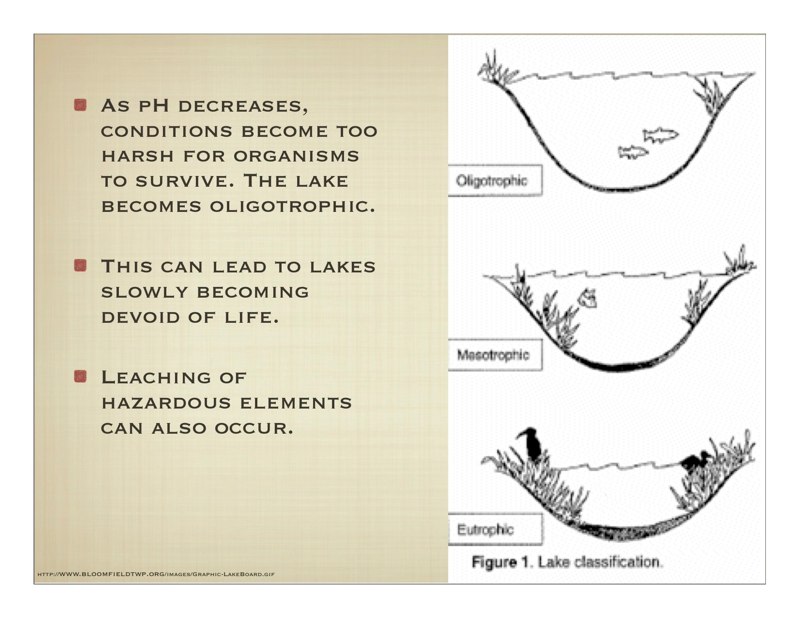 As pH decreases,
conditions become too
harsh for organisms
to survive. The lake
becomes oligotrophic.
This can lead to lakes
slowly becoming
devoid of life.
Leaching of
hazardous elements
can also occur.
http://www.bloomfieldtwp.org/images/Graphic-LakeBoard.gif
Oligotrophic
Mesotrophic
Eutrophic
Figure 1. Lake classification.